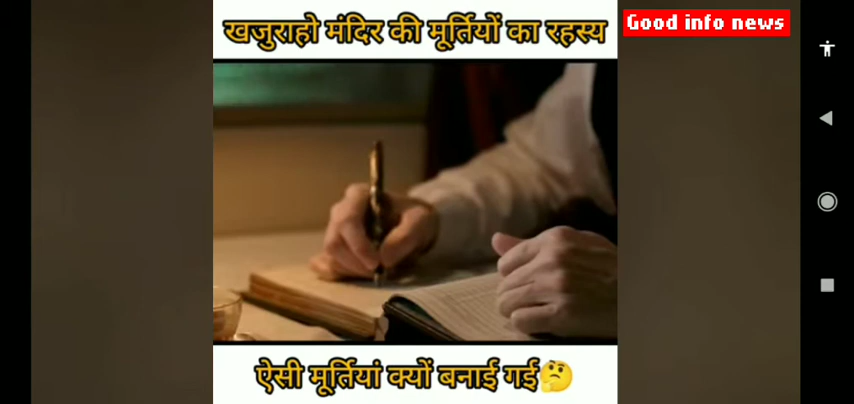 खजुराहो मंदिर की मूर्तियों का रहस्य
Good info news
ऐसी मूर्तियां क्यों बनाई गई🤔